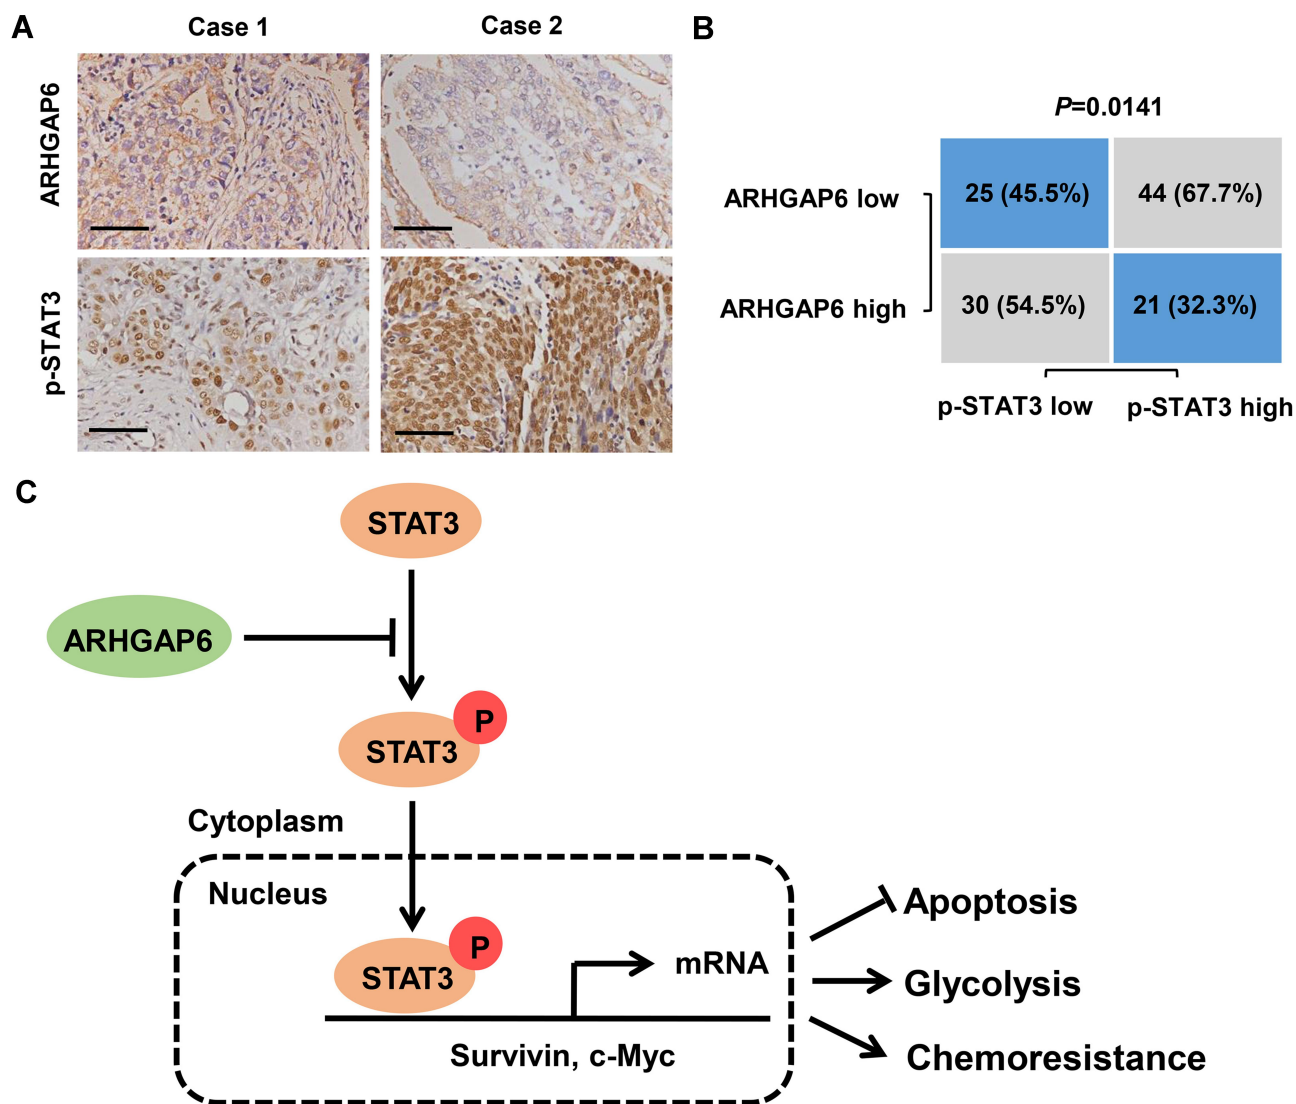 A
Case 1
Case 2
ARHGAP6
p-STAT3
B
P=0.0141
ARHGAP6 low
25 (45.5%)
44 (67.7%)
ARHGAP6 high
30 (54.5%)
21 (32.3%)
p-STAT3 low
p-STAT3 high
C
STAT3
ARHGAP6
P
STAT3
Cytoplasm
Nucleus
P
STAT3
mRNA
Survivin, c-Myc
Apoptosis
Glycolysis
Chemoresistance